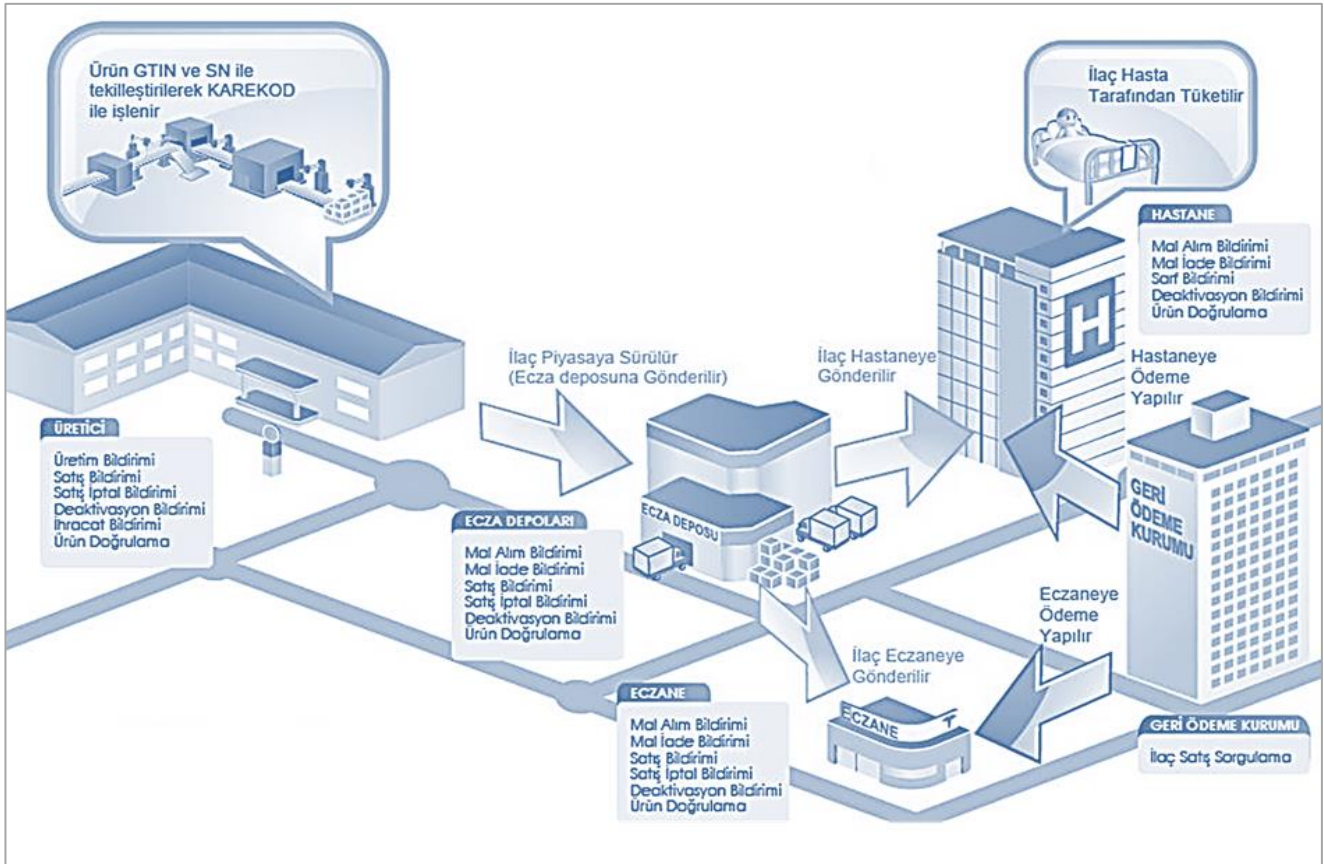 Ürün GTIN ve SN ile
tekilleştirilerek KAREKOD
ile işlenir
İlaç Hasta
Tarafından Tüketilir
HASTANE
Mal Alım Bildirimi
Mal İade Bildirimi
Sarf Bildirimi
Deaktivasyon Bildirimi
Ürün Doğrulama
H
İlaç Piyasaya Sürülür
(Ecza deposuna Gönderilir)
İlaç Hastaneye
Gönderilir
Hastaneye
Ödeme
Yapılır
ÜRETİCİ
Üretim Bildirimi
Satış Bildirimi
Satış İptal Bildirimi
Deaktivasyon Bildirimi
İhracat Bildirimi
Ürün Doğrulama
ECZA DEPOSU
GERİ
ÖDEME
KURUMU
ECZA DEPOLARI
Mal Alım Bildirimi
Mal İade Bildirimi
Satış Bildirimi
Satış İptal Bildirimi
Deaktivasyon Bildirimi
Ürün Doğrulama
Eczaneye
Ödeme
Yapılır
İlaç Eczaneye
Gönderilir
ECZANE
Mal Alım Bildirimi
Mal İade Bildirimi
Satış Bildirimi
Satış İptal Bildirimi
Deaktivasyon Bildirimi
Ürün Doğrulama
ECZANE
GERİ ÖDEME KURUMU
İlaç Satış Sorgulama